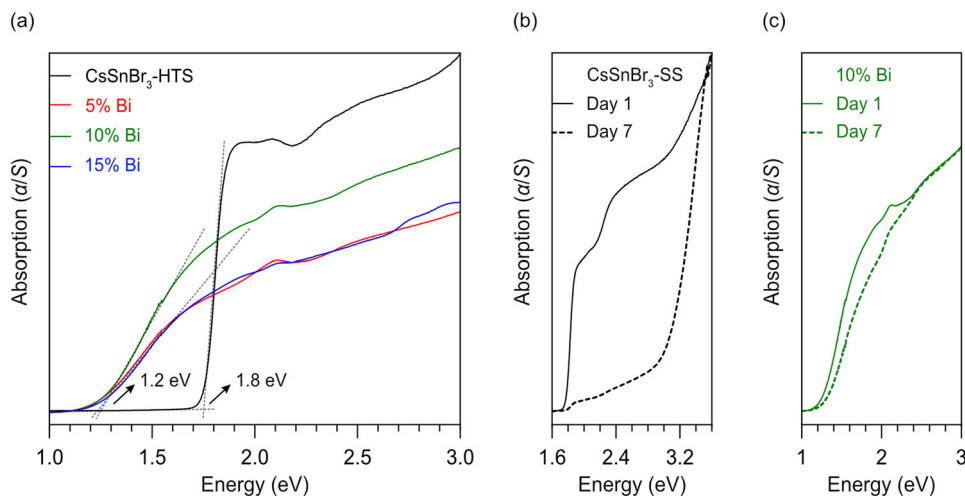 (a)
CsSnBr3-HTS
5% Bi
10% Bi
15% Bi
1.2 eV
1.8 eV
Absorption (α/S)
1.0 1.5 2.0 2.5 3.0
Energy (eV)
(b)
CsSnBr3-SS
Day 1
Day 7
Absorption (α/S)
1.6 2.4 3.2
Energy (eV)
(c)
10% Bi
Day 1
Day 7
Absorption (α/S)
1 2 3
Energy (eV)